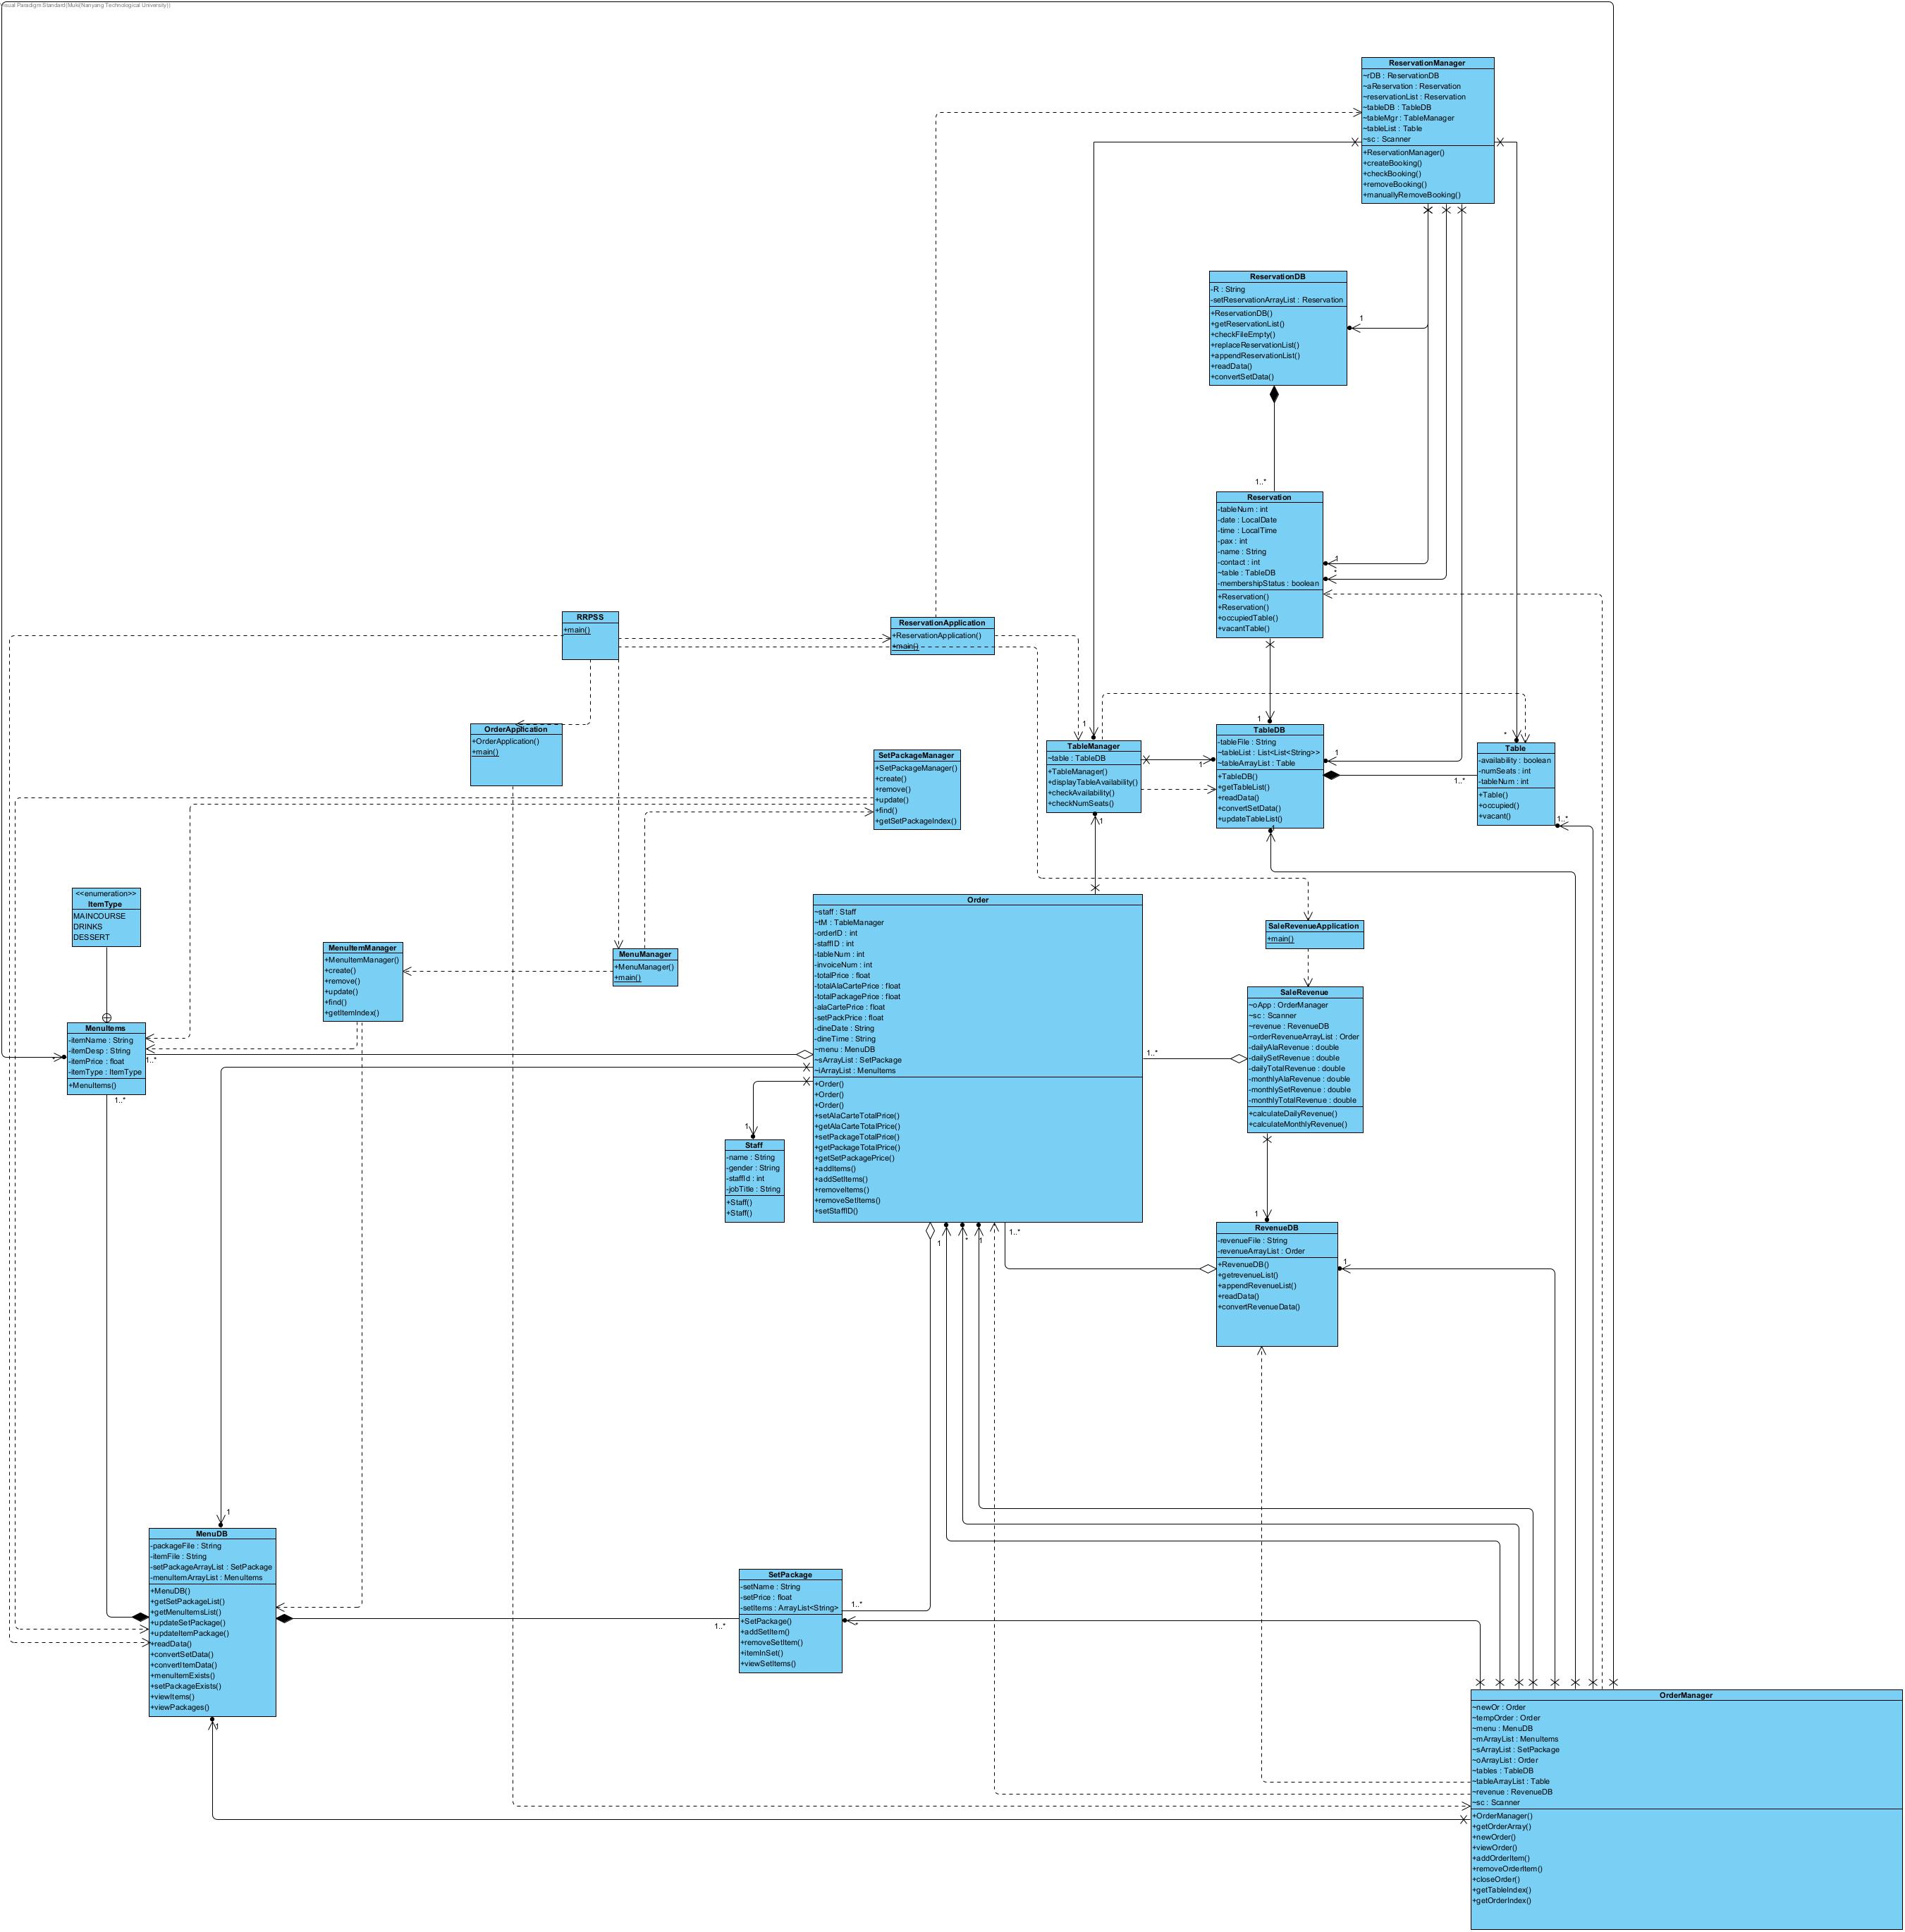 Visual Paradigm Standard(Muki(Nanyang Technological University))
ReservationManager
~rDB : ReservationDB
~aReservation : Reservation
~reservationList : Reservation
~tableDB : TableDB
~tableMgr : TableManager
~tableList : Table
~sc : Scanner
+ReservationManager()
+createBooking()
+checkBooking()
+removeBooking()
+manuallyRemoveBooking()
ReservationDB
-R : String
-setReservationArrayList : Reservation
+ReservationDB()
+getReservationList()
+checkFileEmpty()
+replaceReservationList()
+appendReservationList()
+readData()
+convertSetData()
1
1..*
Reservation
-tableNum : int
-date : LocalDate
-time : LocalTime
-pax : int
-name : String
-contact : int
~table : TableDB
-membershipStatus : boolean
+Reservation()
+Reservation()
+occupiedTable()
+vacantTable()
1
*
RRPSS
+main()
ReservationApplication
+ReservationApplication()
+main()
OrderApplication
+OrderApplication()
+main()
SetPackageManager
+SetPackageManager()
+create()
+remove()
+update()
+find()
+getSetPackageIndex()
1
TableManager
~table : TableDB
+TableManager()
+displayTableAvailability()
+checkAvailability()
+checkNumSeats()
1
1
1
TableDB
-tableFile : String
~tableList : List<List<String>>
~tableArrayList : Table
+TableDB()
+getTableList()
+readData()
+convertSetData()
+updateTableList()
1
1
1..*
*
Table
-availability : boolean
-numSeats : int
-tableNum : int
+Table()
+occupied()
+vacant()
1..*
<<enumeration>>
ItemType
MAINCOURSE
DRINKS
DESSERT
MenuItemManager
+MenuItemManager()
+create()
+remove()
+update()
+find()
+getItemIndex()
MenuManager
+MenuManager()
+main()
Order
~staff : Staff
~tM : TableManager
-orderID : int
-staffID : int
-tableNum : int
-invoiceNum : int
-totalPrice : float
-totalAlaCartePrice : float
-totalPackagePrice : float
-alaCartePrice : float
-setPackPrice : float
-dineDate : String
-dineTime : String
~menu : MenuDB
~sArrayList : SetPackage
~iArrayList : MenuItems
+Order()
+Order()
+Order()
+setAlaCarteTotalPrice()
+getAlaCarteTotalPrice()
+setPackageTotalPrice()
+getPackageTotalPrice()
+getSetPackagePrice()
+addItems()
+addSetItems()
+removeItems()
+removeSetItems()
+setStaffID()
SaleRevenueApplication
+main()
SaleRevenue
~oApp : OrderManager
~sc : Scanner
~revenue : RevenueDB
~orderRevenueArrayList : Order
-dailyAlaRevenue : double
-dailySetRevenue : double
-dailyTotalRevenue : double
-monthlyAlaRevenue : double
-monthlySetRevenue : double
-monthlyTotalRevenue : double
+calculateDailyRevenue()
+calculateMonthlyRevenue()
1..*
MenuItems
-itemName : String
-itemDesp : String
-itemPrice : float
-itemType : ItemType
+MenuItems()
*
1..*
1..*
1
Staff
-name : String
-gender : String
-staffId : int
-jobTitle : String
+Staff()
+Staff()
1
*
1
1..*
1
RevenueDB
-revenueFile : String
-revenueArrayList : Order
+RevenueDB()
+getrevenueList()
+appendRevenueList()
+readData()
+convertRevenueData()
1
1
MenuDB
-packageFile : String
-itemFile : String
-setPackageArrayList : SetPackage
-menuItemArrayList : MenuItems
+MenuDB()
+getSetPackageList()
+getMenuItemsList()
+updateSetPackage()
+updateItemPackage()
+readData()
+convertSetData()
+convertItemData()
+menuItemExists()
+setPackageExists()
+viewItems()
+viewPackages()
1
SetPackage
-setName : String
-setPrice : float
-setItems : ArrayList<String>
+SetPackage()
+addSetItem()
+removeSetItem()
+itemInSet()
+viewSetItems()
1..*
1..*
*
OrderManager
~newOr : Order
~tempOrder : Order
~menu : MenuDB
~mArrayList : MenuItems
~sArrayList : SetPackage
~oArrayList : Order
~tables : TableDB
~tableArrayList : Table
~revenue : RevenueDB
~sc : Scanner
+OrderManager()
+getOrderArray()
+newOrder()
+viewOrder()
+addOrderItem()
+removeOrderItem()
+closeOrder()
+getTableIndex()
+getOrderIndex()